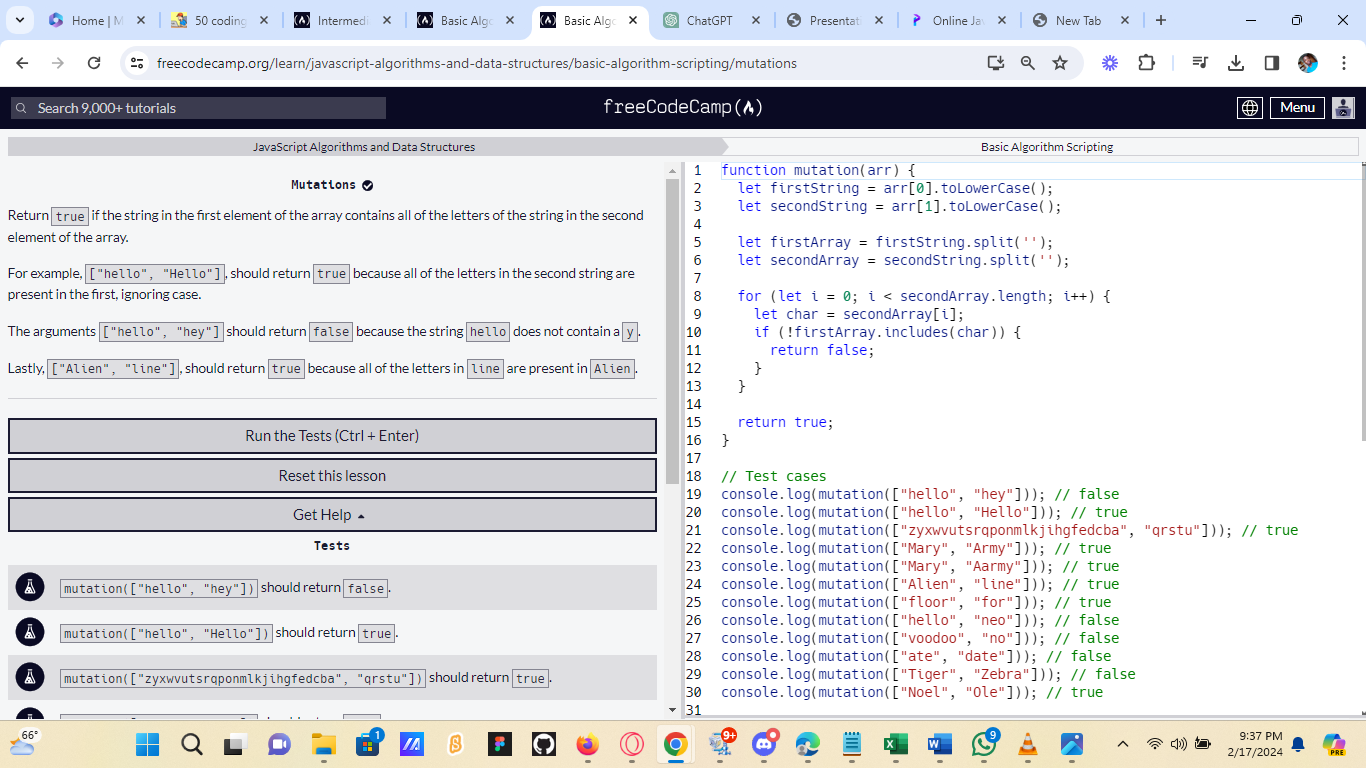 Home | M
50 coding
Intermedi
Basic Algo
Basic Algo
ChatGPT
Presentati
Online Ja
New Tab
freecodecamp.org/learn/javascript-algorithms-and-data-structures/basic-algorithm-scripting/mutations
Search 9,000+ tutorials
freeCodeCamp
Menu
JavaScript Algorithms and Data Structures
Basic Algorithm Scripting
Mutations
Return true if the string in the first element of the array contains all of the letters of the string in the second
element of the array.
For example, ["hello", "Hello"], should return true because all of the letters in the second string are
present in the first, ignoring case.
The arguments ["hello", "hey"] should return false because the string hello does not contain a y.
Lastly, ["Alien", "line"], should return true because all of the letters in line are present in Alien.
Run the Tests (Ctrl + Enter)
Reset this lesson
Get Help
Tests
mutation(["hello", "hey"]) should return false.
mutation(["hello", "Hello"]) should return true.
mutation(["zyxwvutsrqponmlkjihgfedcba", "qrstu"]) should return true.
1 function mutation(arr) {
2 let firstString = arr[0].toLowerCase();
3 let secondString = arr[1].toLowerCase();
4
5 let firstArray = firstString.split('');
6 let secondArray = secondString.split('');
7
8 for (let i = 0; i < secondArray.length; i++) {
9 let char = secondArray[i];
10 if (!firstArray.includes(char)) {
11 return false;
12 }
13 }
14
15 return true;
16 }
17
18 // Test cases
19 console.log(mutation(["hello", "hey"])); // false
20 console.log(mutation(["hello", "Hello"])); // true
21 console.log(mutation(["zyxwvutsrqponmlkjihgfedcba", "qrstu"])); // true
22 console.log(mutation(["Mary", "Army"])); // true
23 console.log(mutation(["Mary", "Aarmy"])); // true
24 console.log(mutation(["Alien", "line"])); // true
25 console.log(mutation(["floor", "for"])); // true
26 console.log(mutation(["hello", "neo"])); // false
27 console.log(mutation(["voodoo", "no"])); // false
28 console.log(mutation(["ate", "date"])); // false
29 console.log(mutation(["Tiger", "Zebra"])); // false
30 console.log(mutation(["Noel", "Ole"])); // true
31
66°
1
9+
9
9:37 PM
2/17/2024
PRE